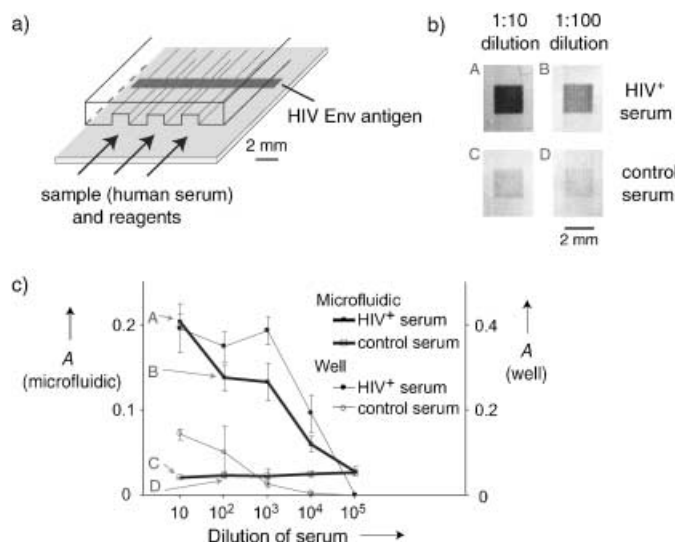 a)
HIV Env antigen
2 mm
sample (human serum)
and reagents
b)
1:10 1:100
dilution dilution
A B
HIV+
serum
C D
control
serum
2 mm
c)
A
(microfluidic)
0.2
0.1
0
A
B
C
D
Microfluidic
HIV+ serum
control serum
Well
HIV+ serum
control serum
0.4
0.2
0
A
(well)
10 10² 10³ 10⁴ 10⁵
Dilution of serum